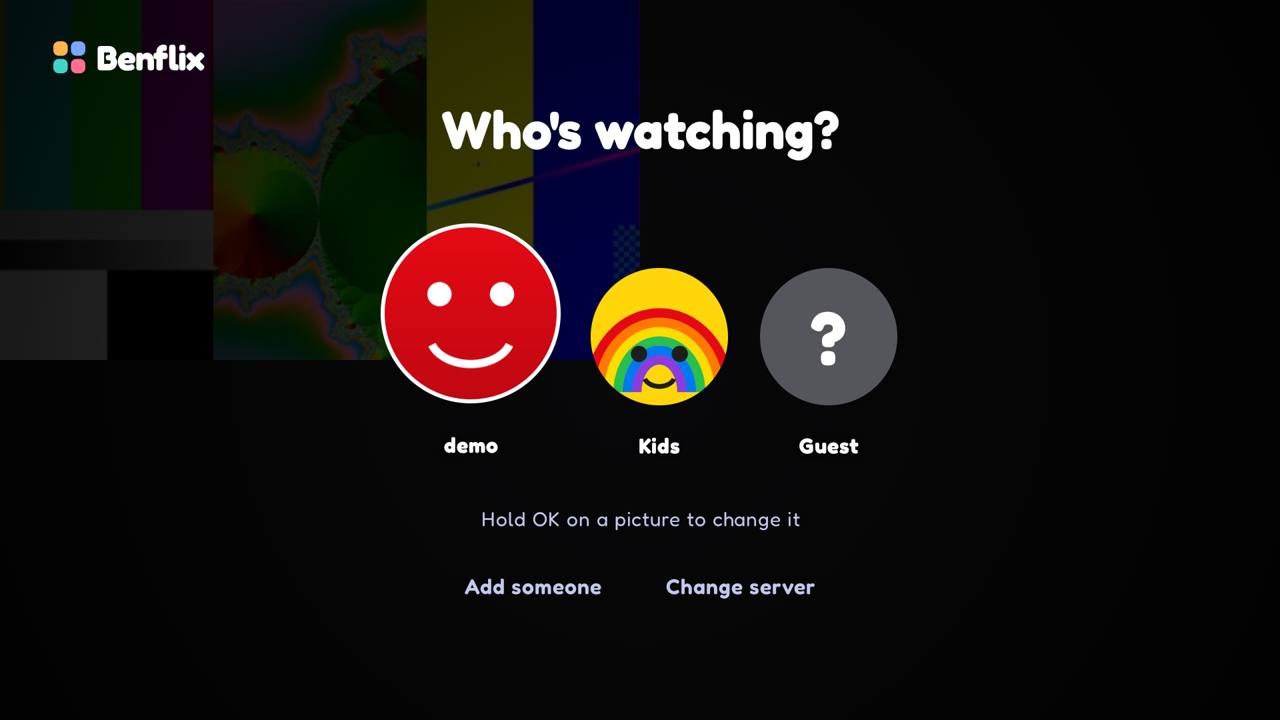 Benflix
Who's watching?
?
demo
Kids
Guest
Hold OK on a picture to change it
Add someone
Change server